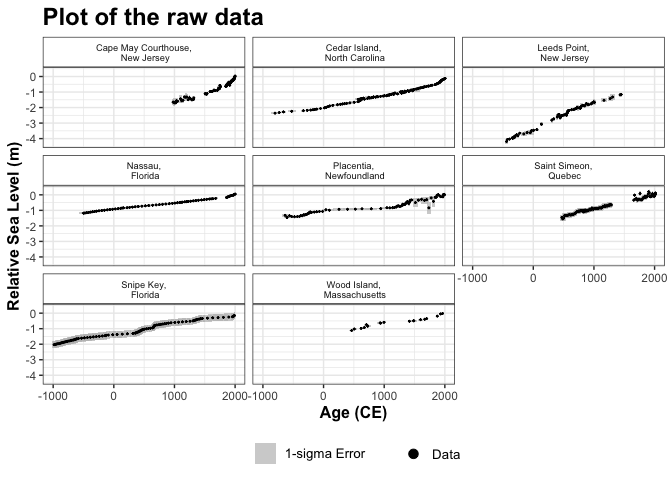 Plot of the raw data
Cape May Courthouse,
New Jersey
Cedar Island,
North Carolina
Leeds Point,
New Jersey
0
-1
-2
-3
-4
Nassau,
Florida
Placentia,
Newfoundland
Saint Simeon,
Quebec
0
-1
-2
-3
-4
-1000 0 1000 2000
Snipe Key,
Florida
Wood Island,
Massachusetts
0
-1
-2
-3
-4
-1000 0 1000 2000
-1000 0 1000 2000
Relative Sea Level (m)
Age (CE)
1-sigma Error
Data